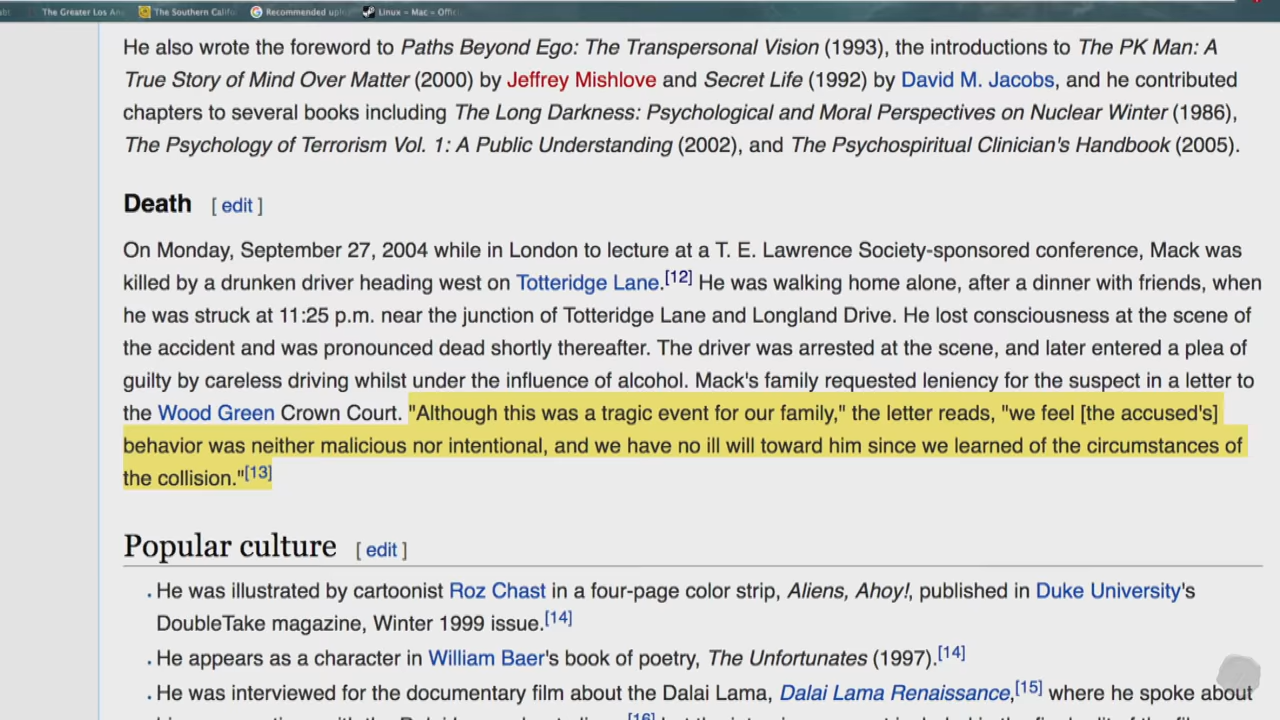 The Greater Los An
The Southern Califo
Recommended upl
Linux – Mac – Offi
He also wrote the foreword to Paths Beyond Ego: The Transpersonal Vision (1993), the introductions to The PK Man: A
True Story of Mind Over Matter (2000) by Jeffrey Mishlove and Secret Life (1992) by David M. Jacobs, and he contributed
chapters to several books including The Long Darkness: Psychological and Moral Perspectives on Nuclear Winter (1986),
The Psychology of Terrorism Vol. 1: A Public Understanding (2002), and The Psychospiritual Clinician's Handbook (2005).
Death [ edit ]
On Monday, September 27, 2004 while in London to lecture at a T. E. Lawrence Society-sponsored conference, Mack was
killed by a drunken driver heading west on Totteridge Lane.[12] He was walking home alone, after a dinner with friends, when
he was struck at 11:25 p.m. near the junction of Totteridge Lane and Longland Drive. He lost consciousness at the scene of
the accident and was pronounced dead shortly thereafter. The driver was arrested at the scene, and later entered a plea of
guilty by careless driving whilst under the influence of alcohol. Mack's family requested leniency for the suspect in a letter to
the Wood Green Crown Court. "Although this was a tragic event for our family," the letter reads, "we feel [the accused's]
behavior was neither malicious nor intentional, and we have no ill will toward him since we learned of the circumstances of
the collision."[13]
Popular culture [ edit ]
He was illustrated by cartoonist Roz Chast in a four-page color strip, Aliens, Ahoy!, published in Duke University's
DoubleTake magazine, Winter 1999 issue.[14]
He appears as a character in William Baer's book of poetry, The Unfortunates (1997).[14]
He was interviewed for the documentary film about the Dalai Lama, Dalai Lama Renaissance,[15] where he spoke about